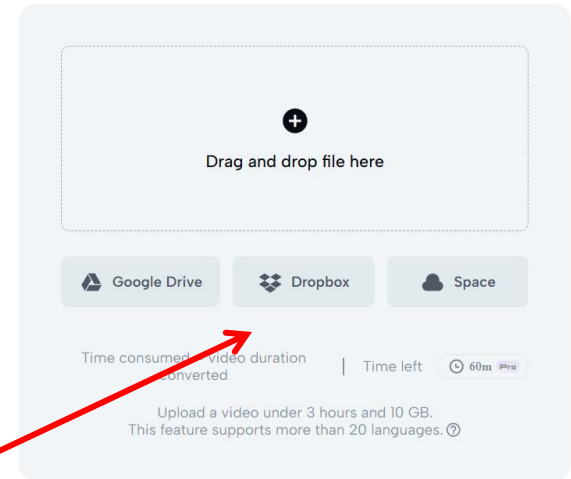 Drag and drop file here
Google Drive Dropbox Space
Time consumed video duration Time left 60m Pro
converted
Upload a video under 3 hours and 10 GB.
This feature supports more than 20 languages.